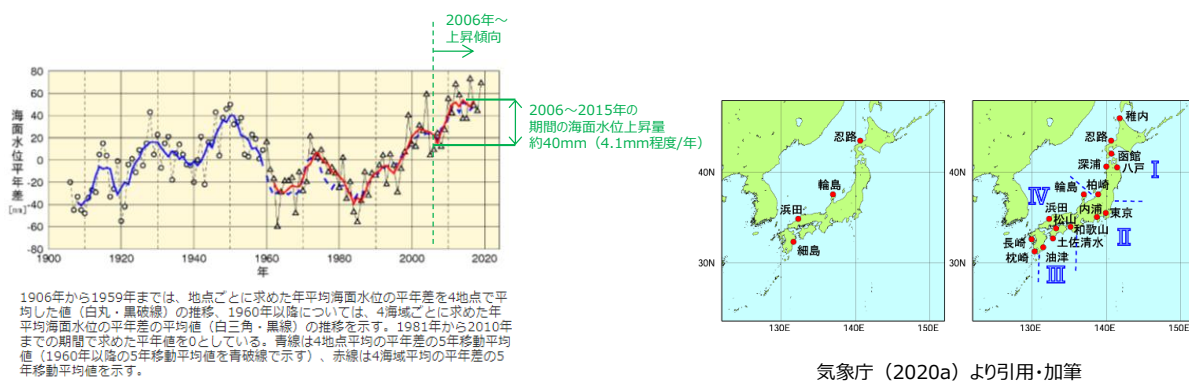 2006年~
上昇傾向
80
60
40
20
0
-20
-40
-60
-80
海面水位平年差
[mm]
1900
1920
1940
1960
1980
2000
2020
年
2006~2015年の
期間の海面水位上昇量
約40mm(4.1mm程度/年)
1906年から1959年までは、地点ごとに求めた年平均海面水位の平年差を4地点で平
均した値(白丸・黒破線)の推移、1960年以降については、4海域ごとに求めた年
平均海面水位の平年差の平均値(白三角・黒線)の推移を示す。1981年から2010年
までの期間で求めた平年値を0としている。青線は4地点平均の平年差の5年移動平均
値(1960年以降の5年移動平均値を青破線で示す)、赤線は4海域平均の平年差の5
年移動平均値を示す。
忍路
輪島
浜田
細島
40N
30N
130E
140E
稚内
忍路
函館
深浦
八戸
I
輪島
柏崎
IV
浜田
内浦
東京
松山
和歌山
II
長崎
土佐清水
枕崎
油津
III
40N
30N
130E
140E
気象庁(2020a)より引用・加筆